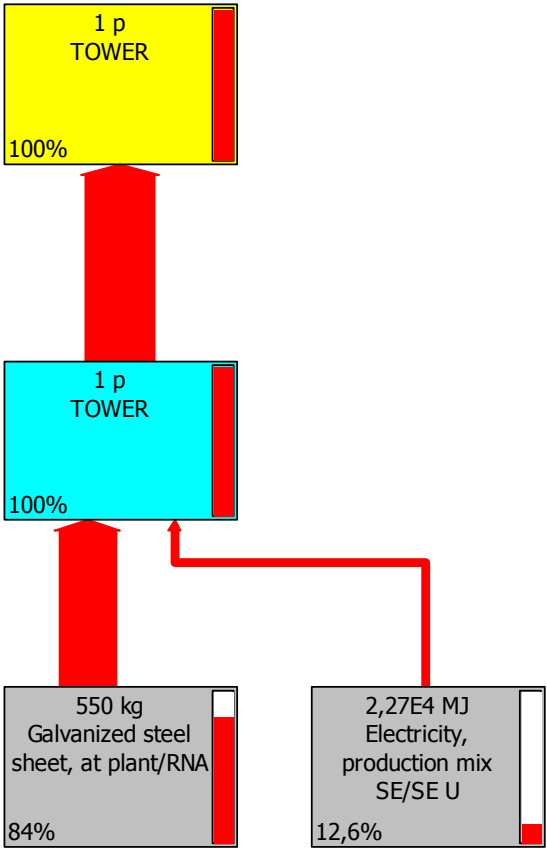 1 p
TOWER
100%
1 p
TOWER
100%
550 kg
Galvanized steel
sheet, at plant/RNA
84%
2,27E4 MJ
Electricity,
production mix
SE/SE U
12,6%